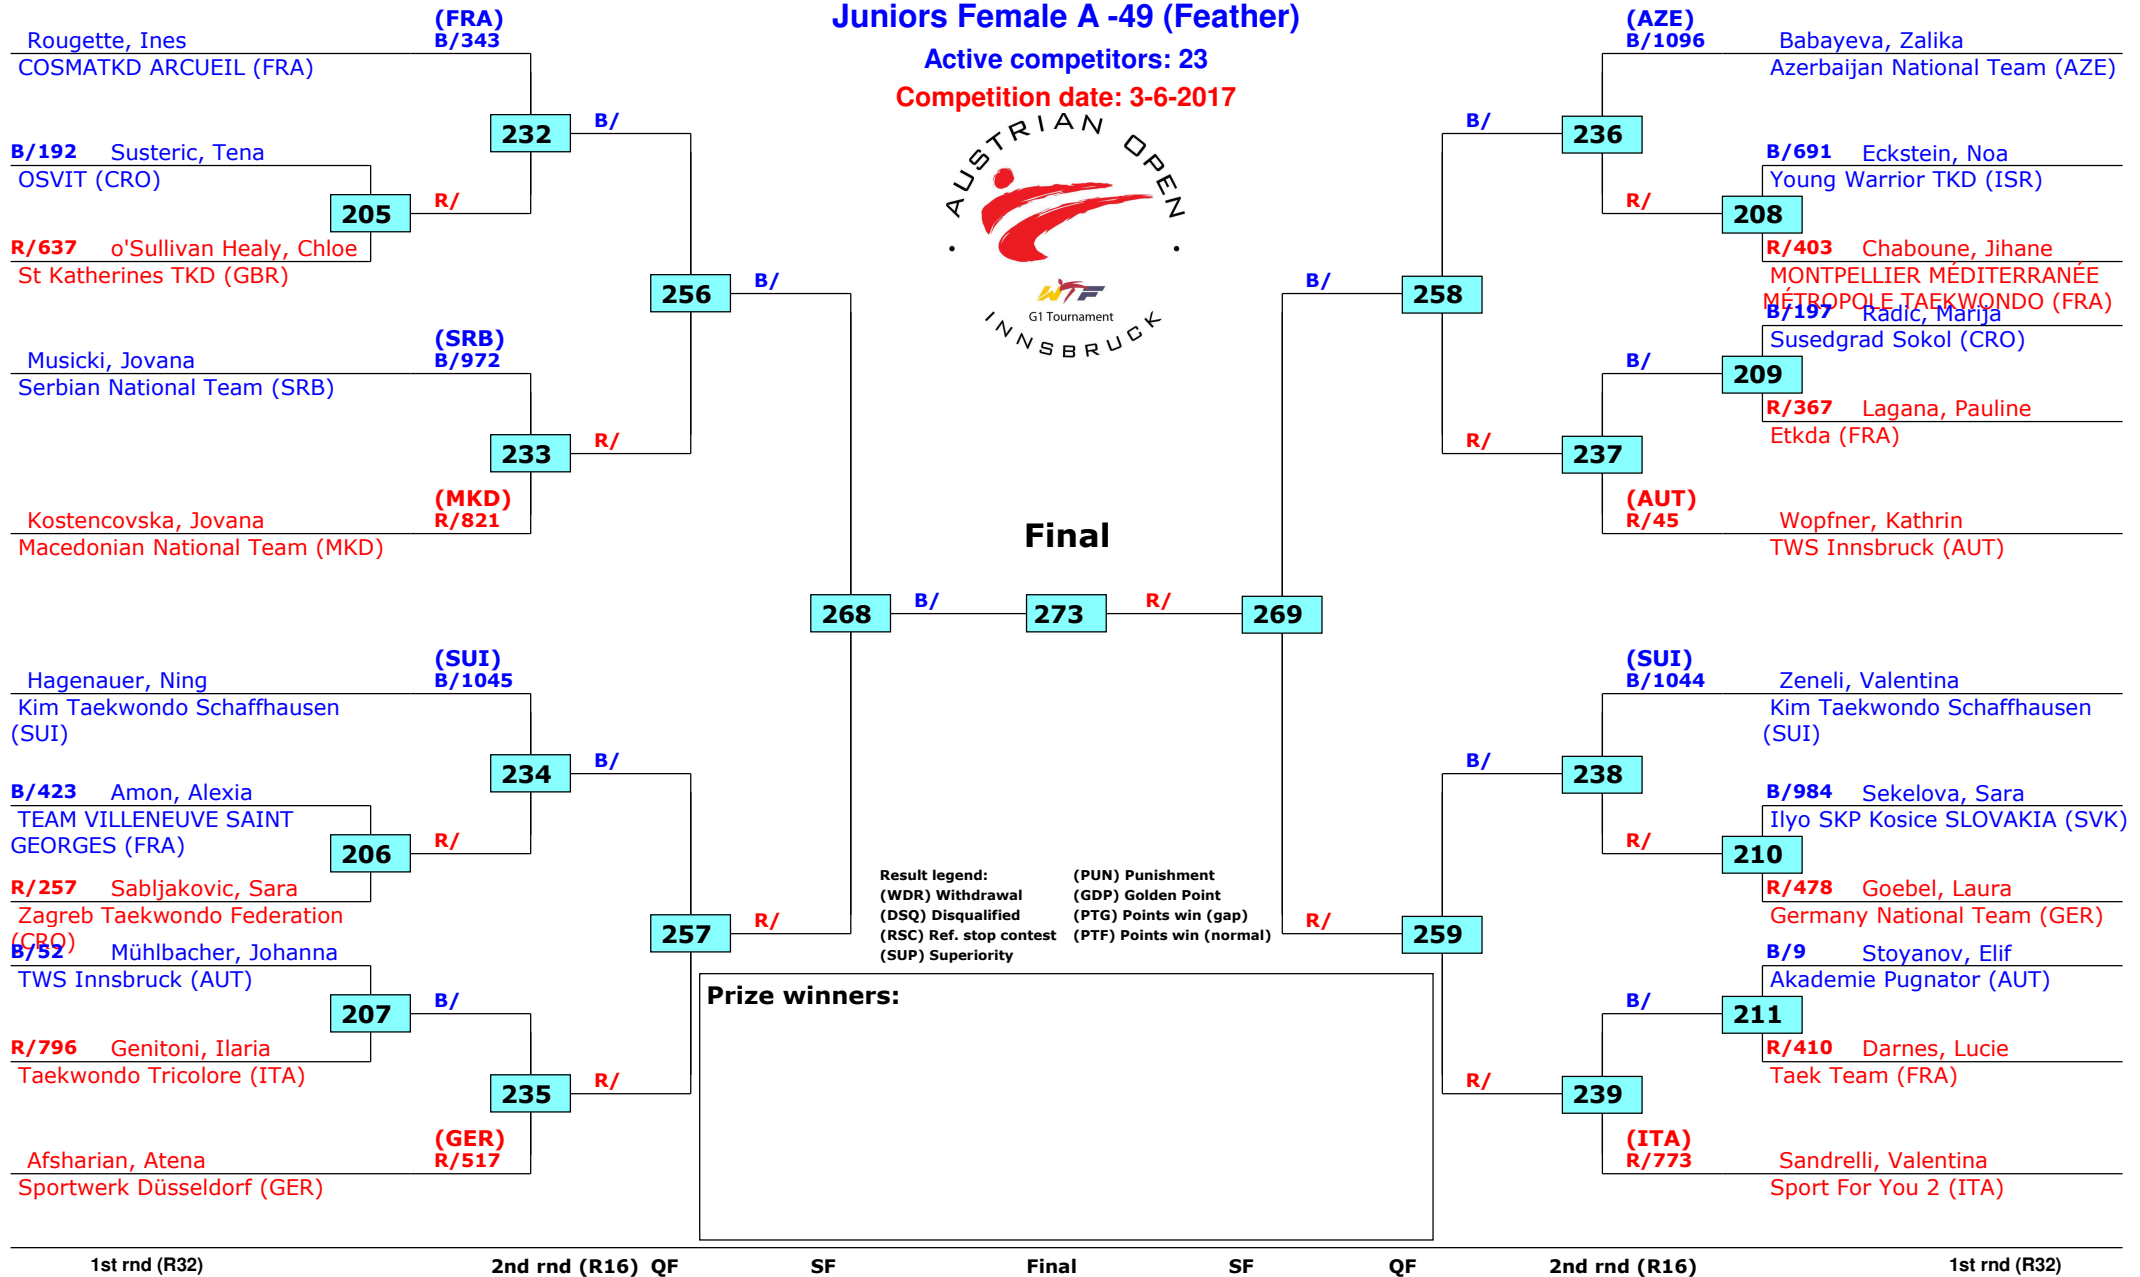 Juniors Female A -49 (Feather)
Active competitors: 23
Competition date: 3-6-2017
AUSTRIAN OPEN
WTF
G1 Tournament
INNSBRUCK
(FRA)
Rougette, Ines B/343
COSMATKD ARCUEIL (FRA)
232
B/
B/192 Susteric, Tena
OSVIT (CRO)
205
R/
R/637 o'Sullivan Healy, Chloe
St Katherines TKD (GBR)
256
B/
(SRB)
Musicki, Jovana B/972
Serbian National Team (SRB)
233
R/
(MKD)
Kostencovska, Jovana R/821
Macedonian National Team (MKD)
268
B/
(SUI)
Hagenauer, Ning B/1045
Kim Taekwondo Schaffhausen
(SUI)
234
B/
B/423 Amon, Alexia
TEAM VILLENEUVE SAINT
GEORGES (FRA)
206
R/
R/257 Sabljakovic, Sara
Zagreb Taekwondo Federation
(CRO)
257
R/
B/52 Mühlbacher, Johanna
TWS Innsbruck (AUT)
207
B/
R/796 Genitoni, Ilaria
Taekwondo Tricolore (ITA)
235
R/
(GER)
Afsharian, Atena R/517
Sportwerk Düsseldorf (GER)
Final
273
R/
269
(AZE)
B/1096 Babayeva, Zalika
Azerbaijan National Team (AZE)
B/
236
B/691 Eckstein, Noa
Young Warrior TKD (ISR)
R/
208
R/403 Chaboune, Jihane
MONTPELLIER MÉDITERRANÉE
MÉTROPOLE TAEKWONDO (FRA)
B/
258
B/197 Radic, Marija
Susedgrad Sokol (CRO)
B/
209
R/367 Lagana, Pauline
Etkda (FRA)
R/
237
(AUT)
R/45 Wopfner, Kathrin
TWS Innsbruck (AUT)
(SUI)
B/1044 Zeneli, Valentina
Kim Taekwondo Schaffhausen
(SUI)
B/
238
B/984 Sekelova, Sara
Ilyo SKP Kosice SLOVAKIA (SVK)
R/
210
R/478 Goebel, Laura
Germany National Team (GER)
R/
259
B/9 Stoyanov, Elif
Akademie Pugnator (AUT)
B/
211
R/410 Darnes, Lucie
Taek Team (FRA)
R/
239
(ITA)
R/773 Sandrelli, Valentina
Sport For You 2 (ITA)
Result legend: (PUN) Punishment
(WDR) Withdrawal (GDP) Golden Point
(DSQ) Disqualified (PTG) Points win (gap)
(RSC) Ref. stop contest (PTF) Points win (normal)
(SUP) Superiority
Prize winners:
1st rnd (R32) 2nd rnd (R16) QF SF Final SF QF 2nd rnd (R16) 1st rnd (R32)